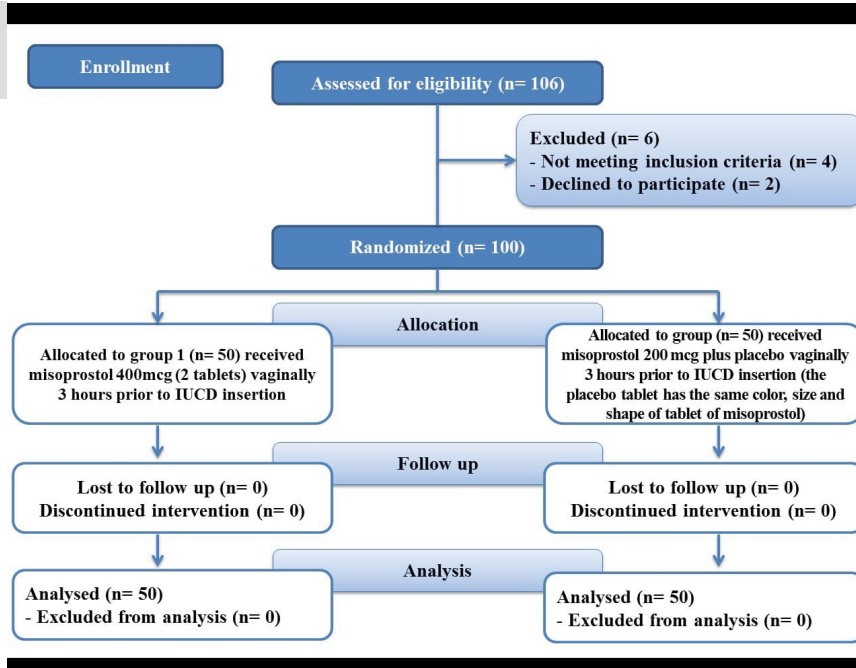 Enrollment
Assessed for eligibility (n= 106)
Excluded (n= 6)
- Not meeting inclusion criteria (n= 4)
- Declined to participate (n= 2)
Randomized (n= 100)
Allocation
Allocated to group 1 (n= 50) received
misoprostol 400mcg (2 tablets) vaginally
3 hours prior to IUCD insertion
Allocated to group (n= 50) received
misoprostol 200 mcg plus placebo vaginally
3 hours prior to IUCD insertion (the
placebo tablet has the same color, size and
shape of tablet of misoprostol)
Follow up
Lost to follow up (n= 0)
Discontinued intervention (n= 0)
Lost to follow up (n= 0)
Discontinued intervention (n= 0)
Analysis
Analysed (n= 50)
- Excluded from analysis (n= 0)
Analysed (n= 50)
- Excluded from analysis (n= 0)